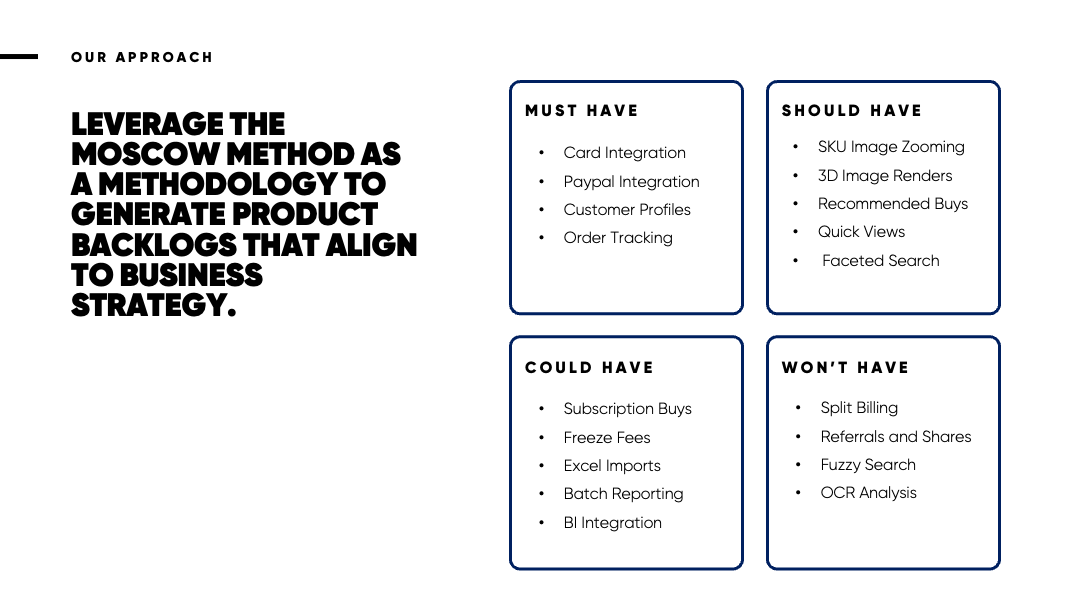 OUR APPROACH
LEVERAGE THE
MOSCOW METHOD AS
A METHODOLOGY TO
GENERATE PRODUCT
BACKLOGS THAT ALIGN
TO BUSINESS
STRATEGY.
MUST HAVE
• Card Integration
• Paypal Integration
• Customer Profiles
• Order Tracking
SHOULD HAVE
• SKU Image Zooming
• 3D Image Renders
• Recommended Buys
• Quick Views
• Faceted Search
COULD HAVE
• Subscription Buys
• Freeze Fees
• Excel Imports
• Batch Reporting
• BI Integration
WON’T HAVE
• Split Billing
• Referrals and Shares
• Fuzzy Search
• OCR Analysis